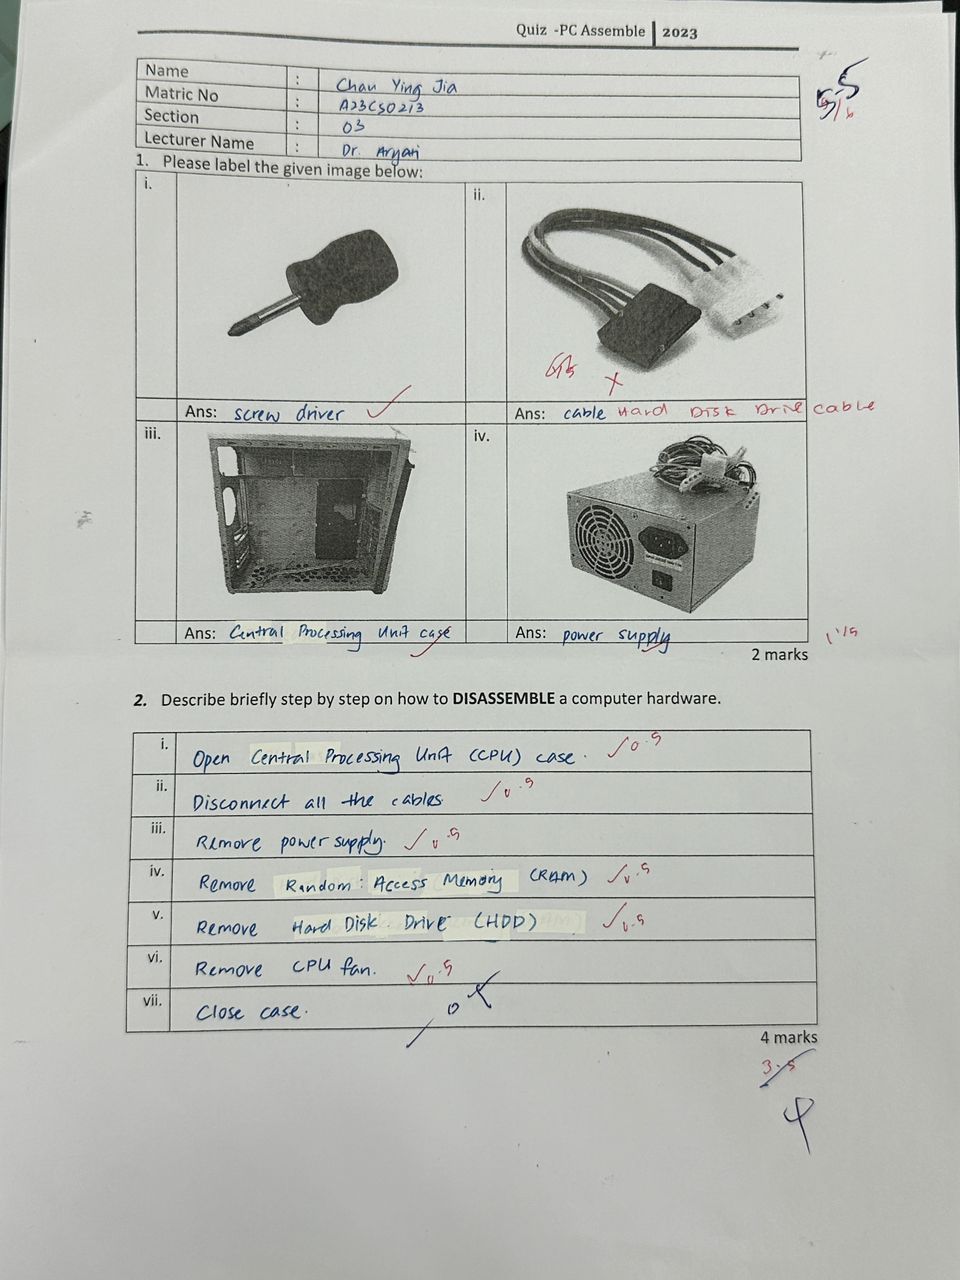 Quiz -PC Assemble | 2023
Name : Chau Ying Jia
Matric No : A23CS0213
Section : 03
Lecturer Name : Dr. Aryati
5.5
5/6
1. Please label the given image below:
i.
ii.
Ans: screw driver ✓
Ans: cable Hard Disk Drive cable
iii.
iv.
Ans: Central Processing Unit case
Ans: power supply
1.5
2 marks
2. Describe briefly step by step on how to DISASSEMBLE a computer hardware.
i. Open Central Processing Unit (CPU) case. ✓0.5
ii. Disconnect all the cables. ✓0.5
iii. Remove power supply. ✓0.5
iv. Remove Random Access Memory (RAM) ✓0.5
v. Remove Hard Disk Drive (HDD) ✓0.5
vi. Remove CPU fan. ✓0.5
vii. Close case.
4 marks
3.5
4